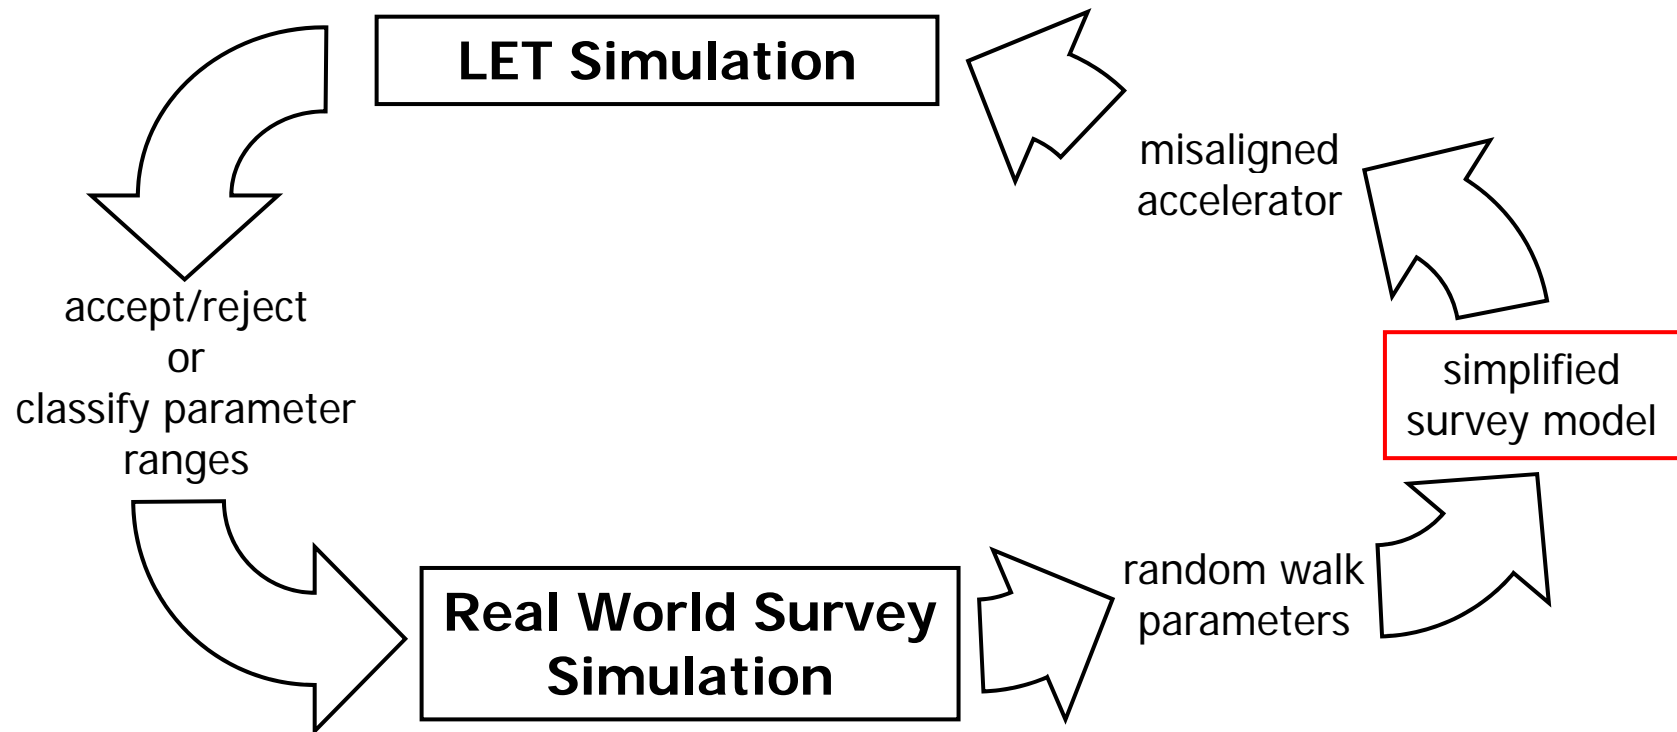 LET Simulation
misaligned
accelerator
accept/reject
or
classify parameter
ranges
simplified
survey model
random walk
parameters
Real World Survey
Simulation